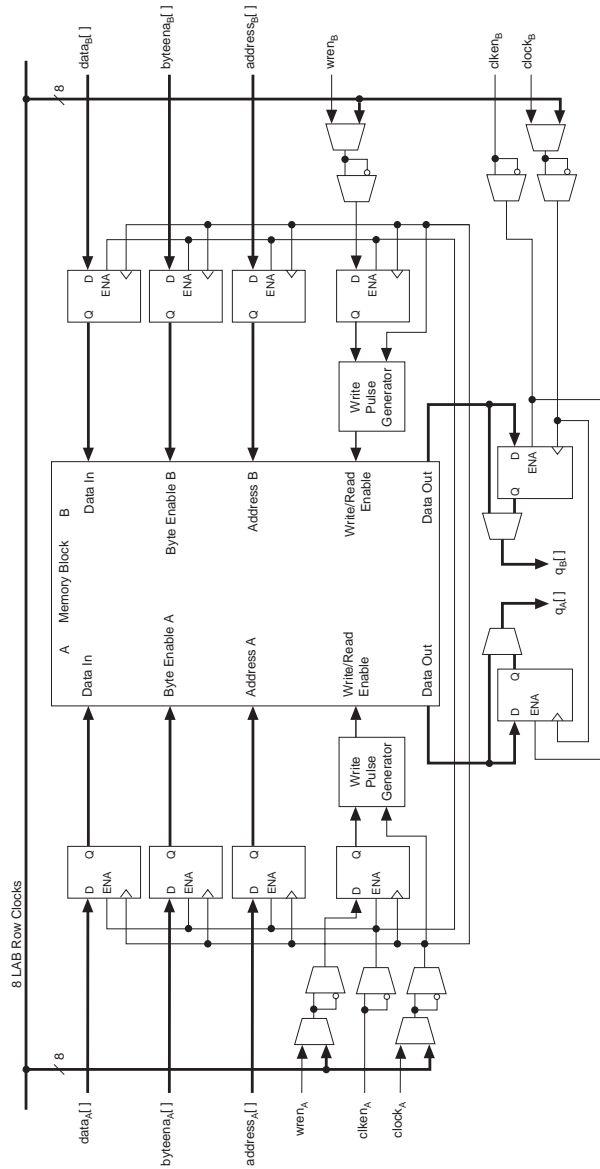 8 LAB Row Clocks
8
8
data_A[ ]
byteena_A[ ]
address_A[ ]
wren_A
clken_A
clock_A
D Q
ENA
D Q
ENA
D Q
ENA
D Q
ENA
Write
Pulse
Generator
A Memory Block B
Data In
Byte Enable A
Address A
Write/Read
Enable
Data Out
Data In
Byte Enable B
Address B
Write/Read
Enable
Data Out
Write
Pulse
Generator
Q D
ENA
Q D
ENA
Q D
ENA
Q D
ENA
data_B[ ]
byteena_B[ ]
address_B[ ]
wren_B
clken_B
clock_B
D Q
ENA
q_A[ ]
Q D
ENA
q_B[ ]